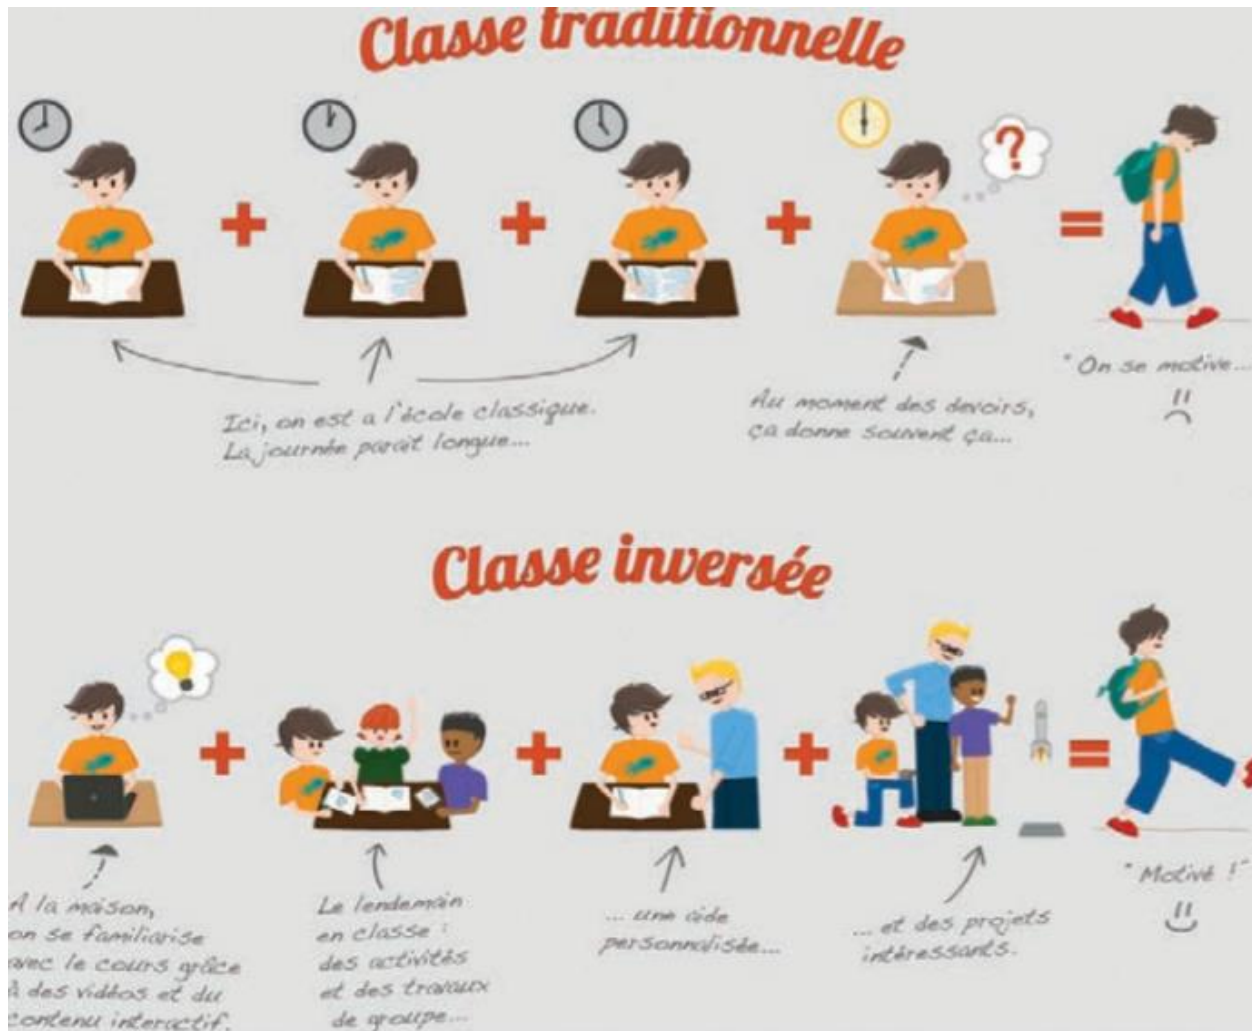 Classe traditionnelle
?
Ici, on est a l'école classique.
La journée parait longue...
Au moment des devoirs,
ça donne souvent ça...
"On se motive...
Classe inversée
A la maison,
on se familiarise
avec le cours grâce
à des vidéos et du
contenu interactif.
Le lendemain
en classe :
des activités
et des travaux
de groupe...
... une aide
personnalisée...
... et des projets
intéressants.
"Motivé !"